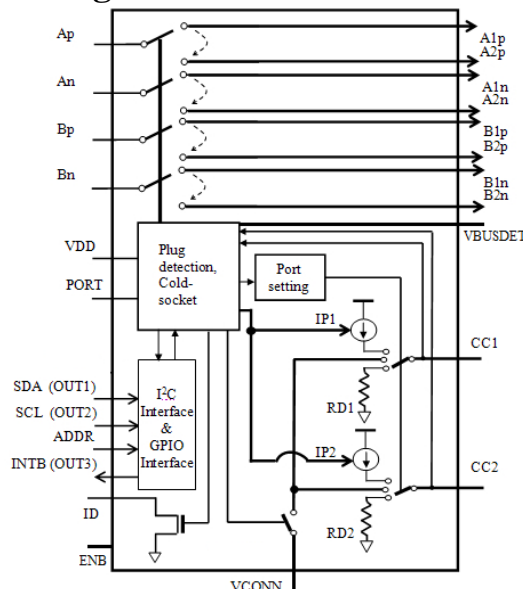 Ap
A1p
A2p
An
A1n
A2n
Bp
B1p
B2p
Bn
B1n
B2n
VBUSDET
VDD
Plug
detection,
Cold-
socket
Port
setting
PORT
IP1
CC1
SDA (OUT1)
I2C
Interface
&
GPIO
Interface
RD1
SCL (OUT2)
ADDR
INTB (OUT3)
IP2
CC2
ID
RD2
ENB
VCONN